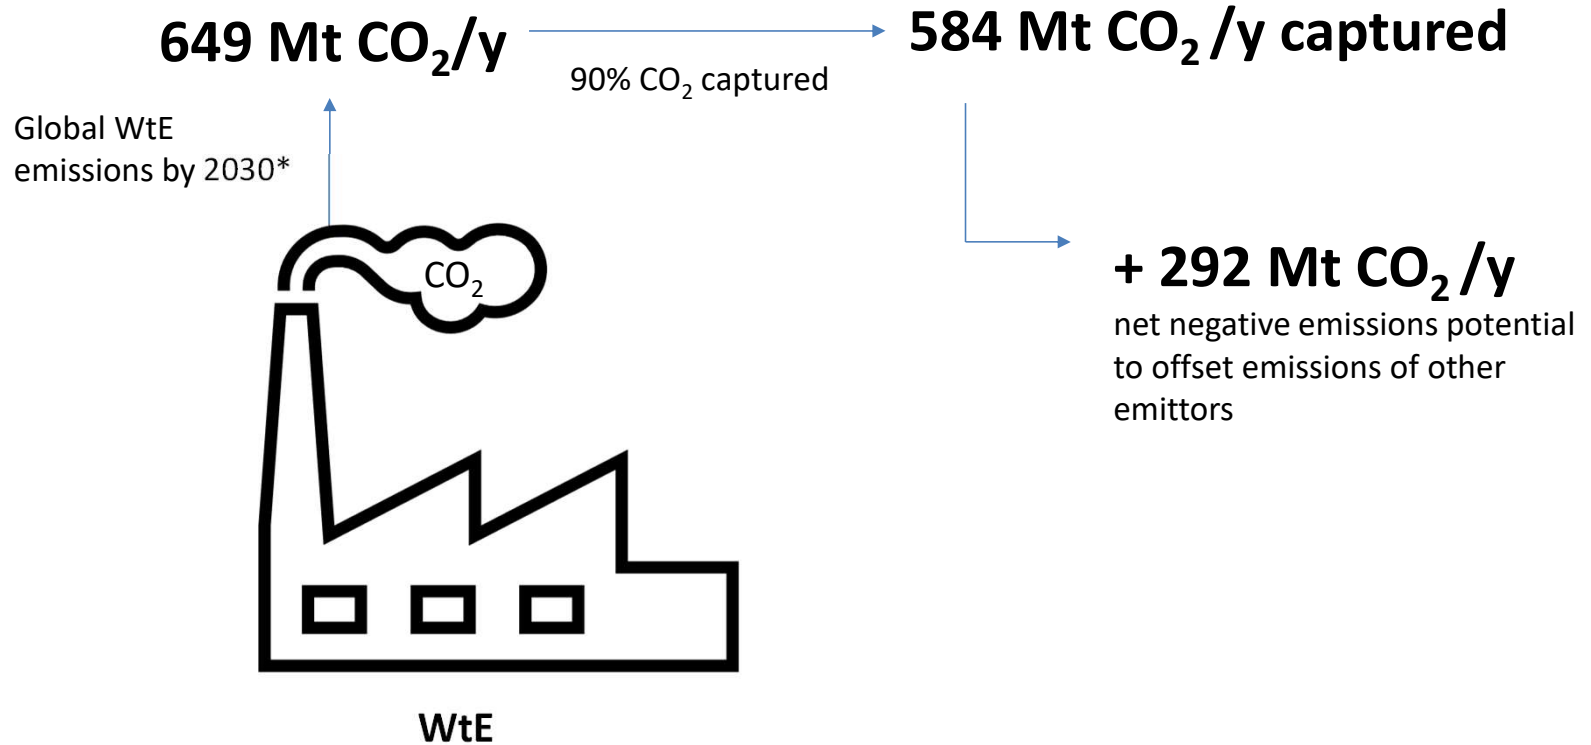 649 Mt CO₂/y
584 Mt CO₂ /y captured
90% CO₂ captured
Global WtE
emissions by 2030*
CO₂
+ 292 Mt CO₂ /y
net negative emissions potential
to offset emissions of other
emittors
WtE